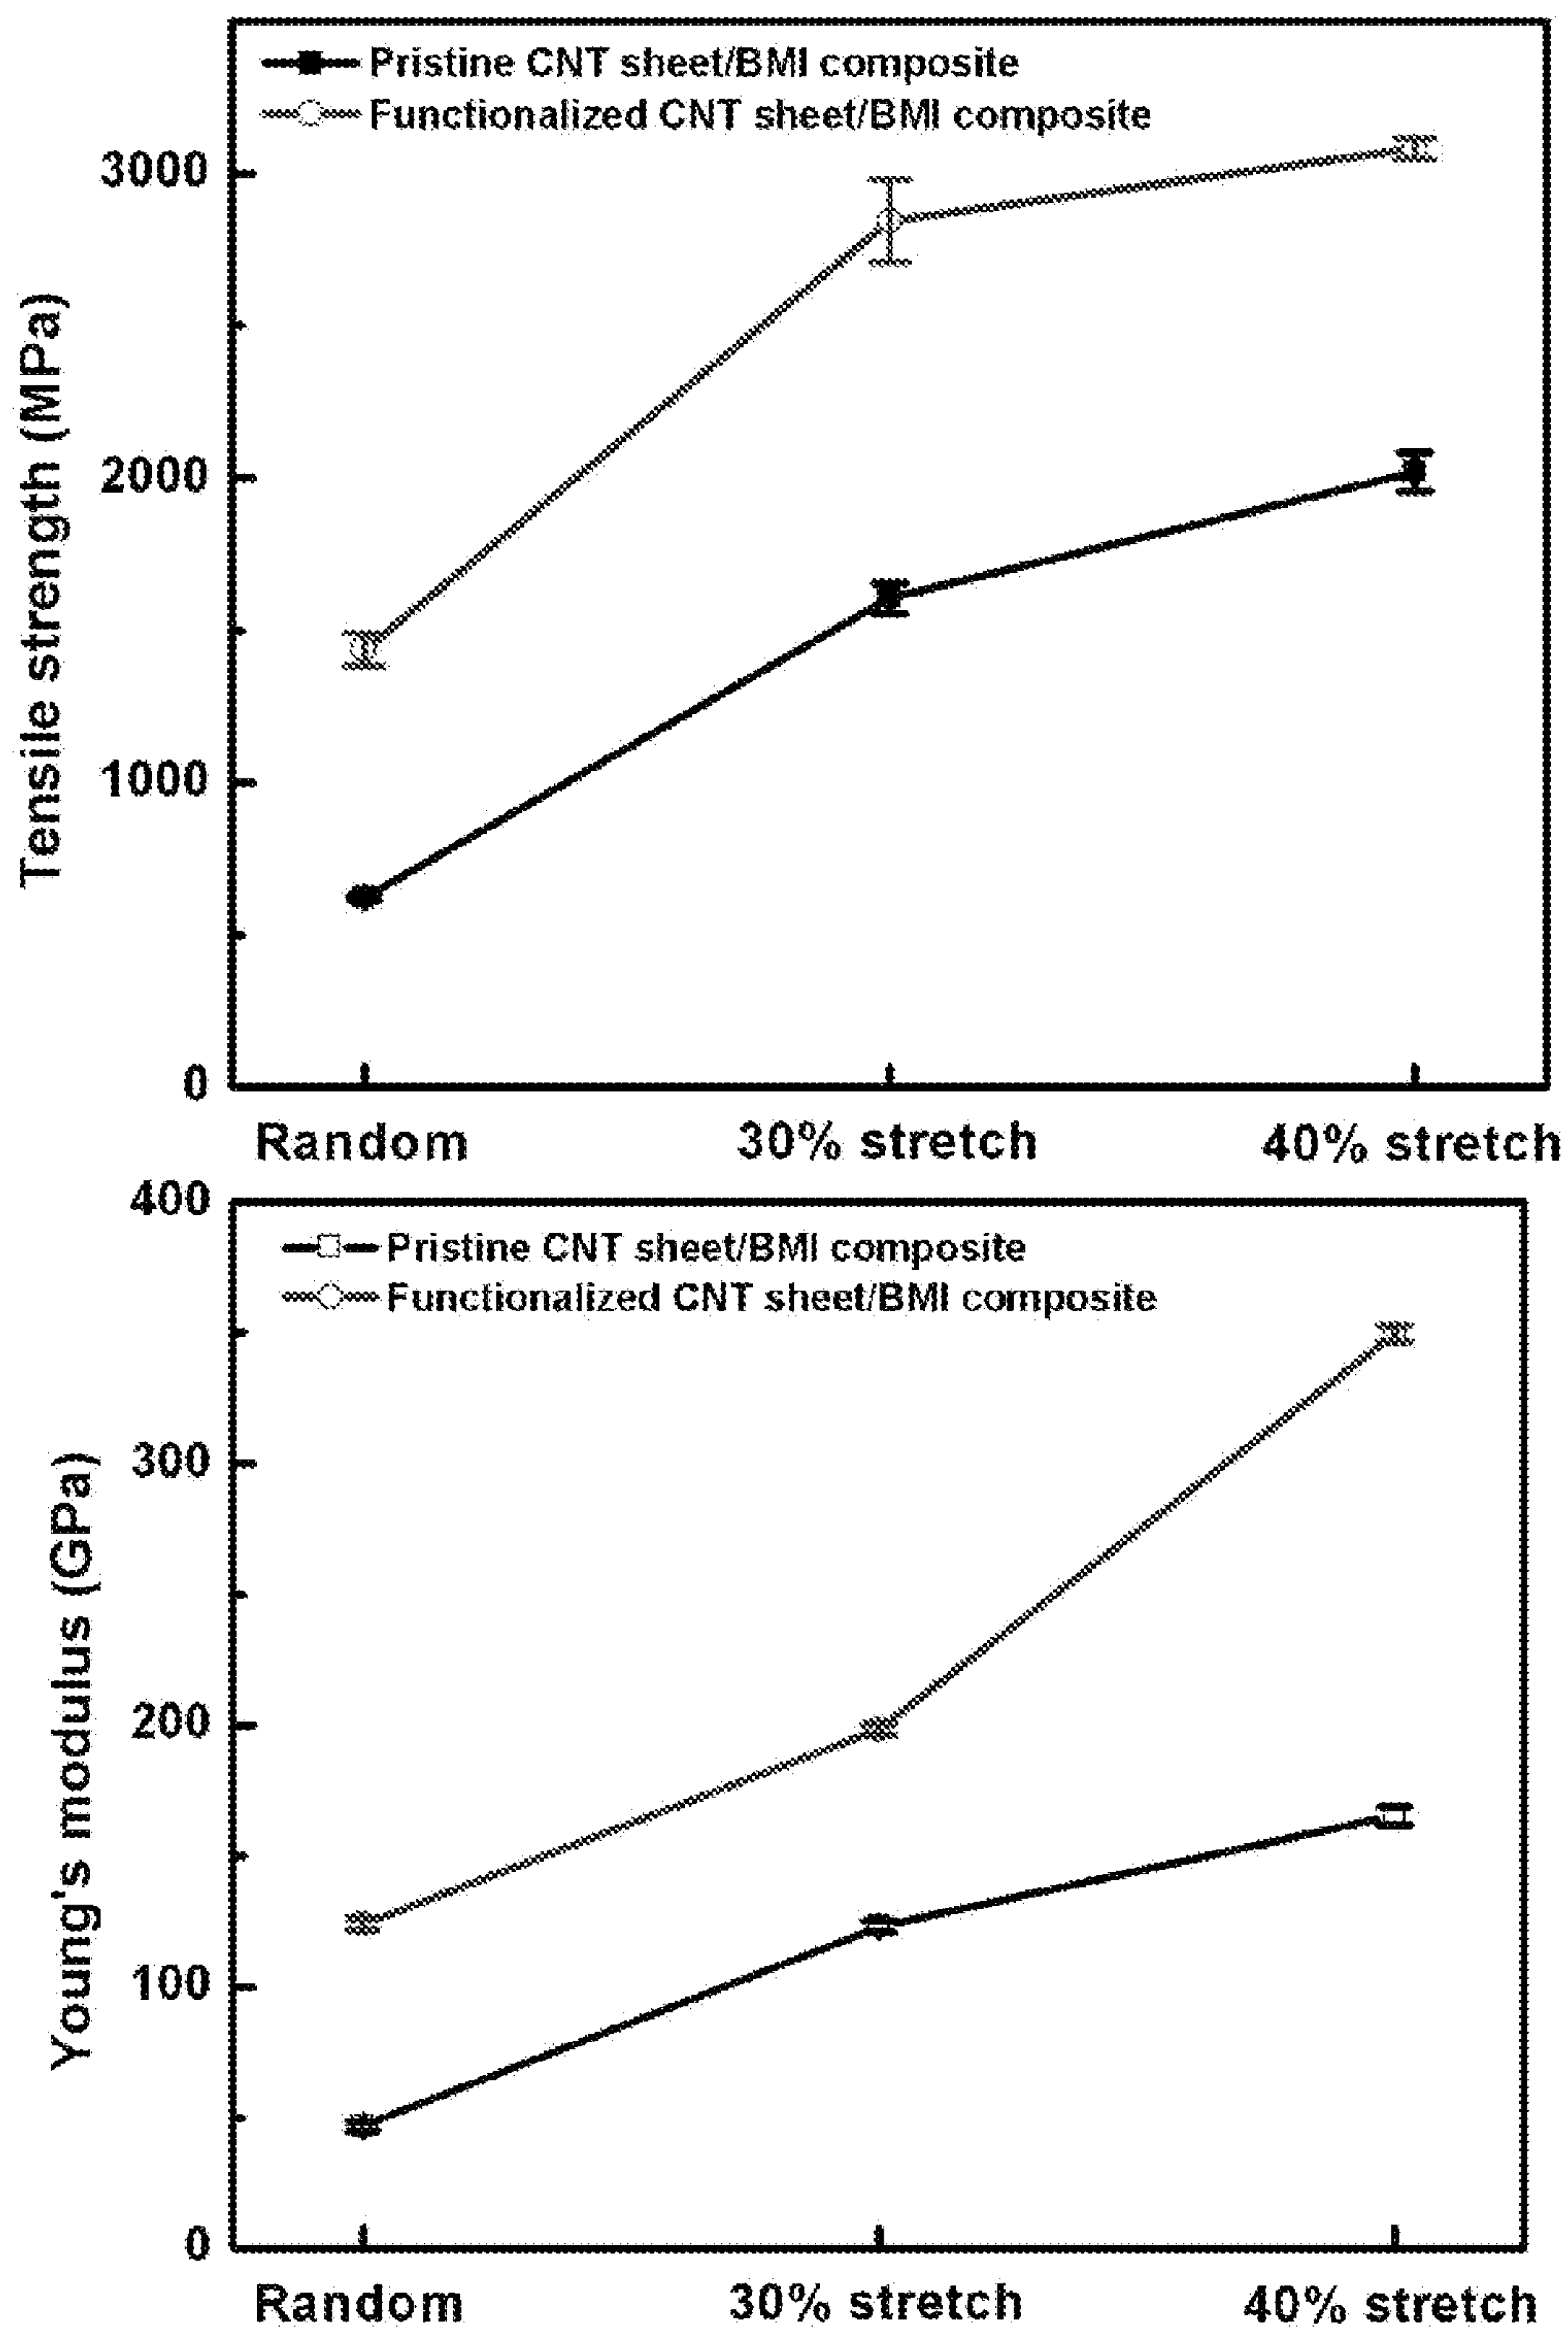 Pristine CNT sheet/BMI composite
Functionalized CNT sheet/BMI composite
3000
2000
1000
0
Tensile strength (MPa)
Random 30% stretch 40% stretch
400
Pristine CNT sheet/BMI composite
Functionalized CNT sheet/BMI composite
300
200
100
0
Young's modulus (GPa)
Random 30% stretch 40% stretch